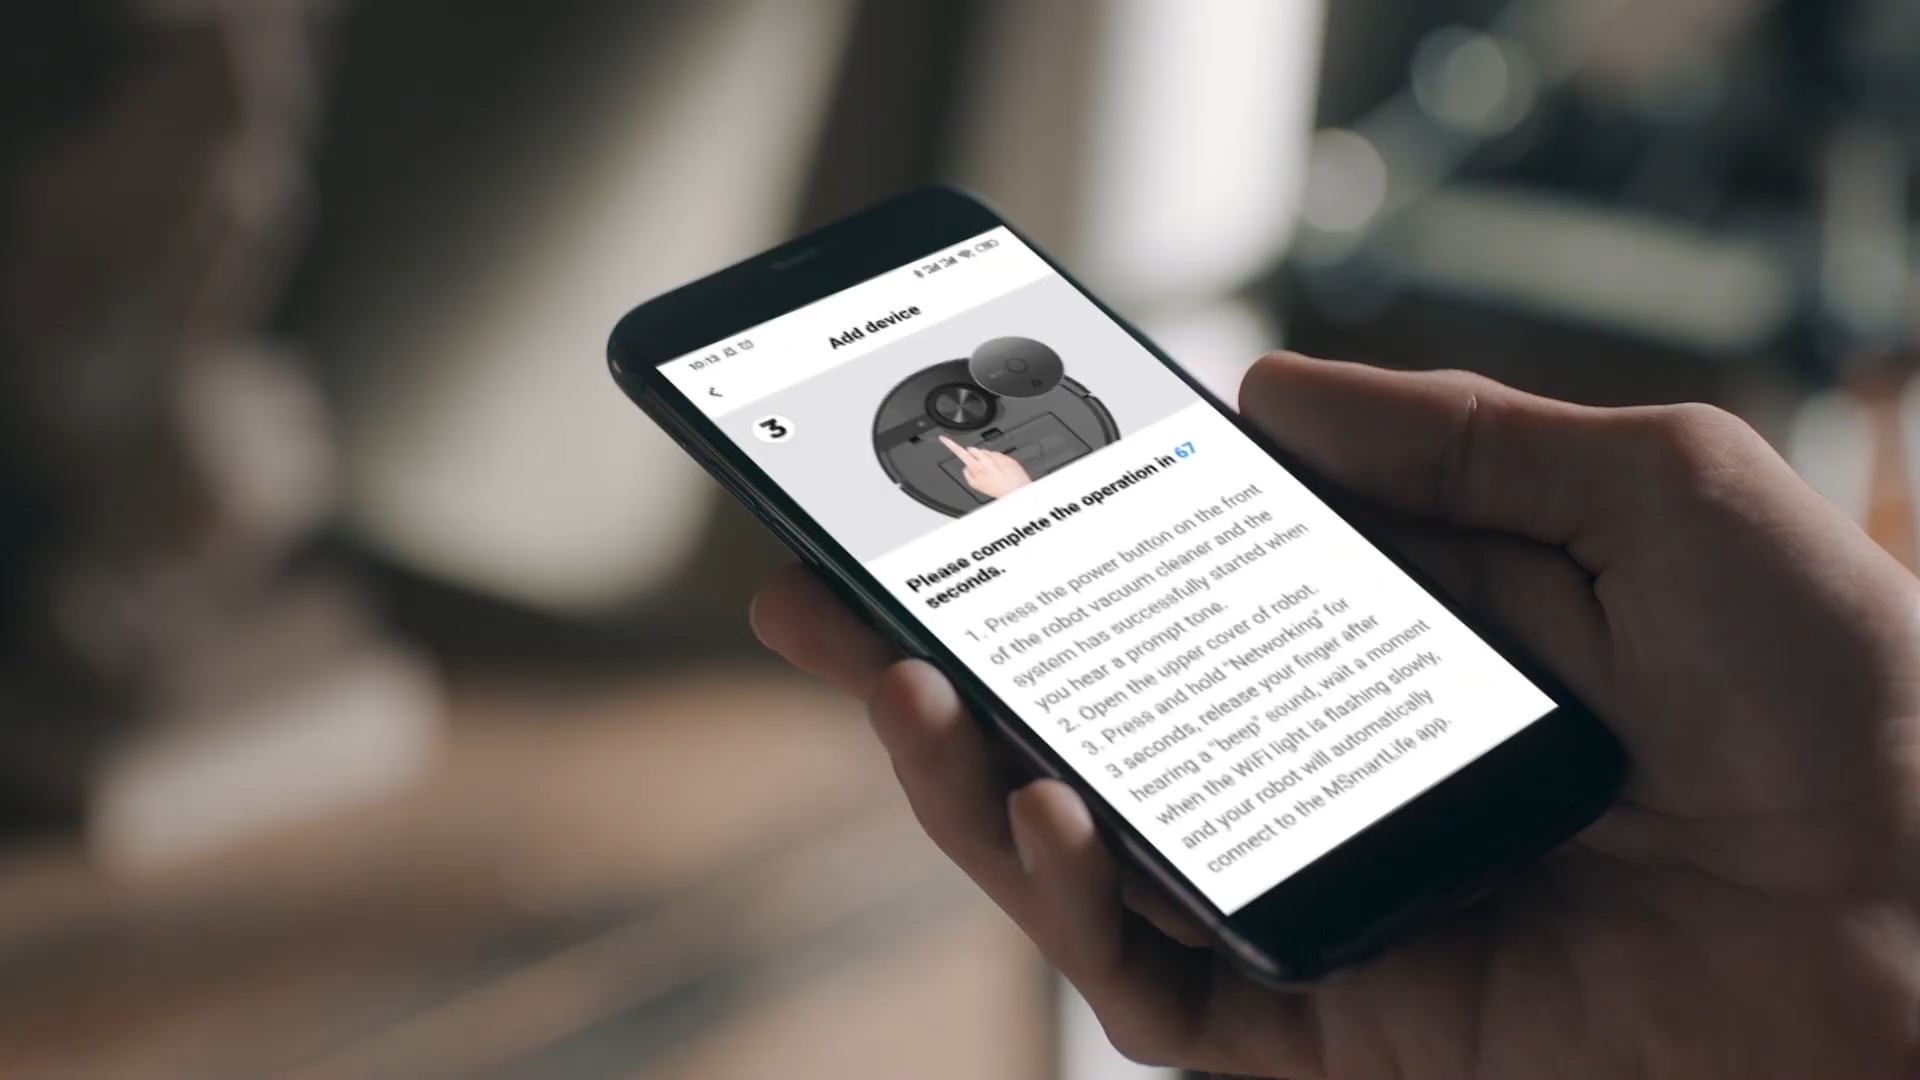 10:12
Add device
3
Please complete the operation in 67
seconds.
1. Press the power button on the front
of the robot vacuum cleaner and the
system has successfully started when
you hear a prompt tone.
2. Open the upper cover of robot.
3. Press and hold "Networking" for
3 seconds, release your finger after
hearing a "beep" sound, wait a moment
when the WiFi light is flashing slowly,
and your robot will automatically
connect to the MSmartLife app.